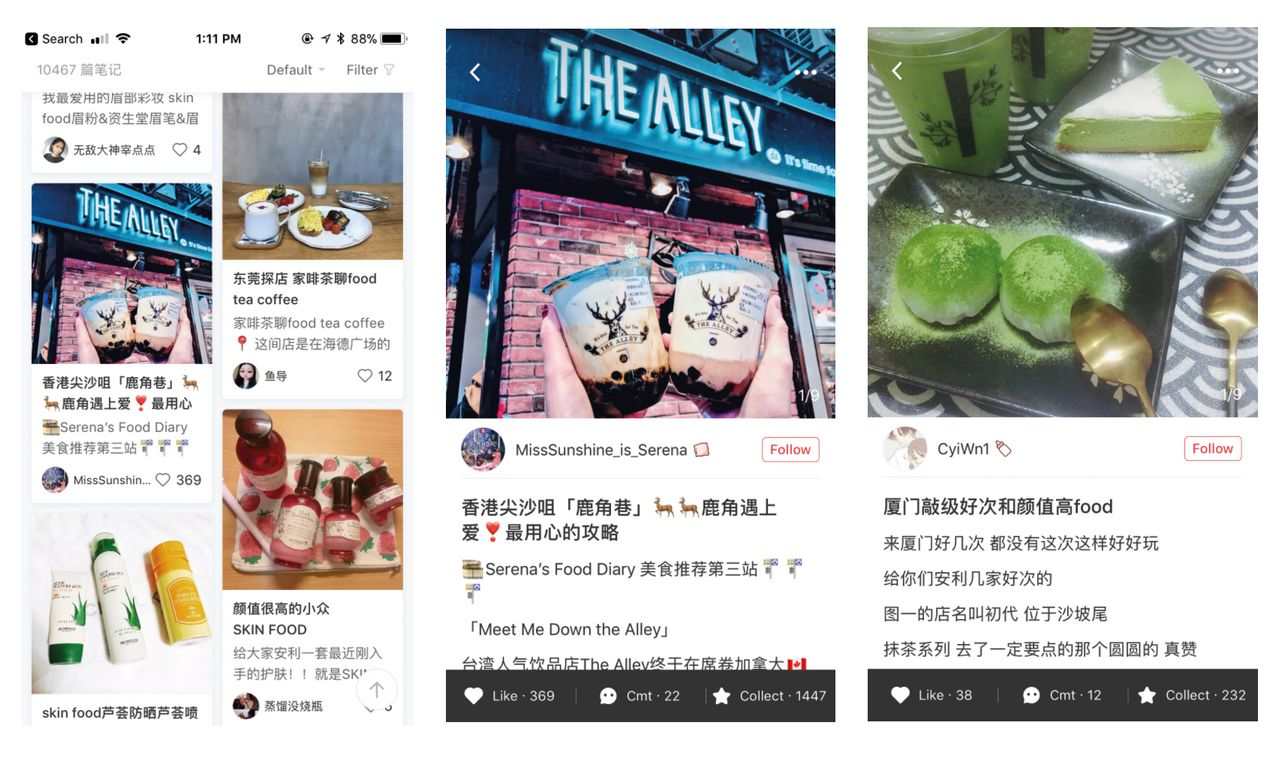 Search
1:11 PM
88%
10467 篇笔记
Default
Filter
我最爱用的眉部彩妆 skin
food眉粉&资生堂眉笔&眉
无敌大神宰点点
4
THE ALLEY
It's time
THE ALLEY
香港尖沙咀「鹿角巷」🦌
🦌鹿角遇上爱❣️最用心
Serena's Food Diary
美食推荐第三站🚏🚏🚏
MissSunshin...
369
skin food芦荟防晒芦荟喷
东莞探店 家啡茶聊food
tea coffee
家啡茶聊food tea coffee
📍 这间店是在海德广场的
鱼导
12
颜值很高的小众
SKIN FOOD
给大家安利一套最近刚入
手的护肤！！就是SKIN
蒸馏没烧瓶
THE ALLEY
It's time fo
THE ALLEY
THE ALLEY
1/9
MissSunshine_is_Serena
Follow
香港尖沙咀「鹿角巷」🦌🦌鹿角遇上
爱❣️最用心的攻略
Serena's Food Diary 美食推荐第三站🚏 🚏
🚏
「Meet Me Down the Alley」
台湾人气饮品店The Alley终于在席卷加拿大🇨🇦
Like · 369
Cmt · 22
Collect · 1447
1/9
CyiWn1
Follow
厦门敲级好次和颜值高food
来厦门好几次 都没有这次这样好好玩
给你们安利几家好次的
图一的店名叫初代 位于沙坡尾
抹茶系列 去了一定要点的那个圆圆的 真赞
Like · 38
Cmt · 12
Collect · 232